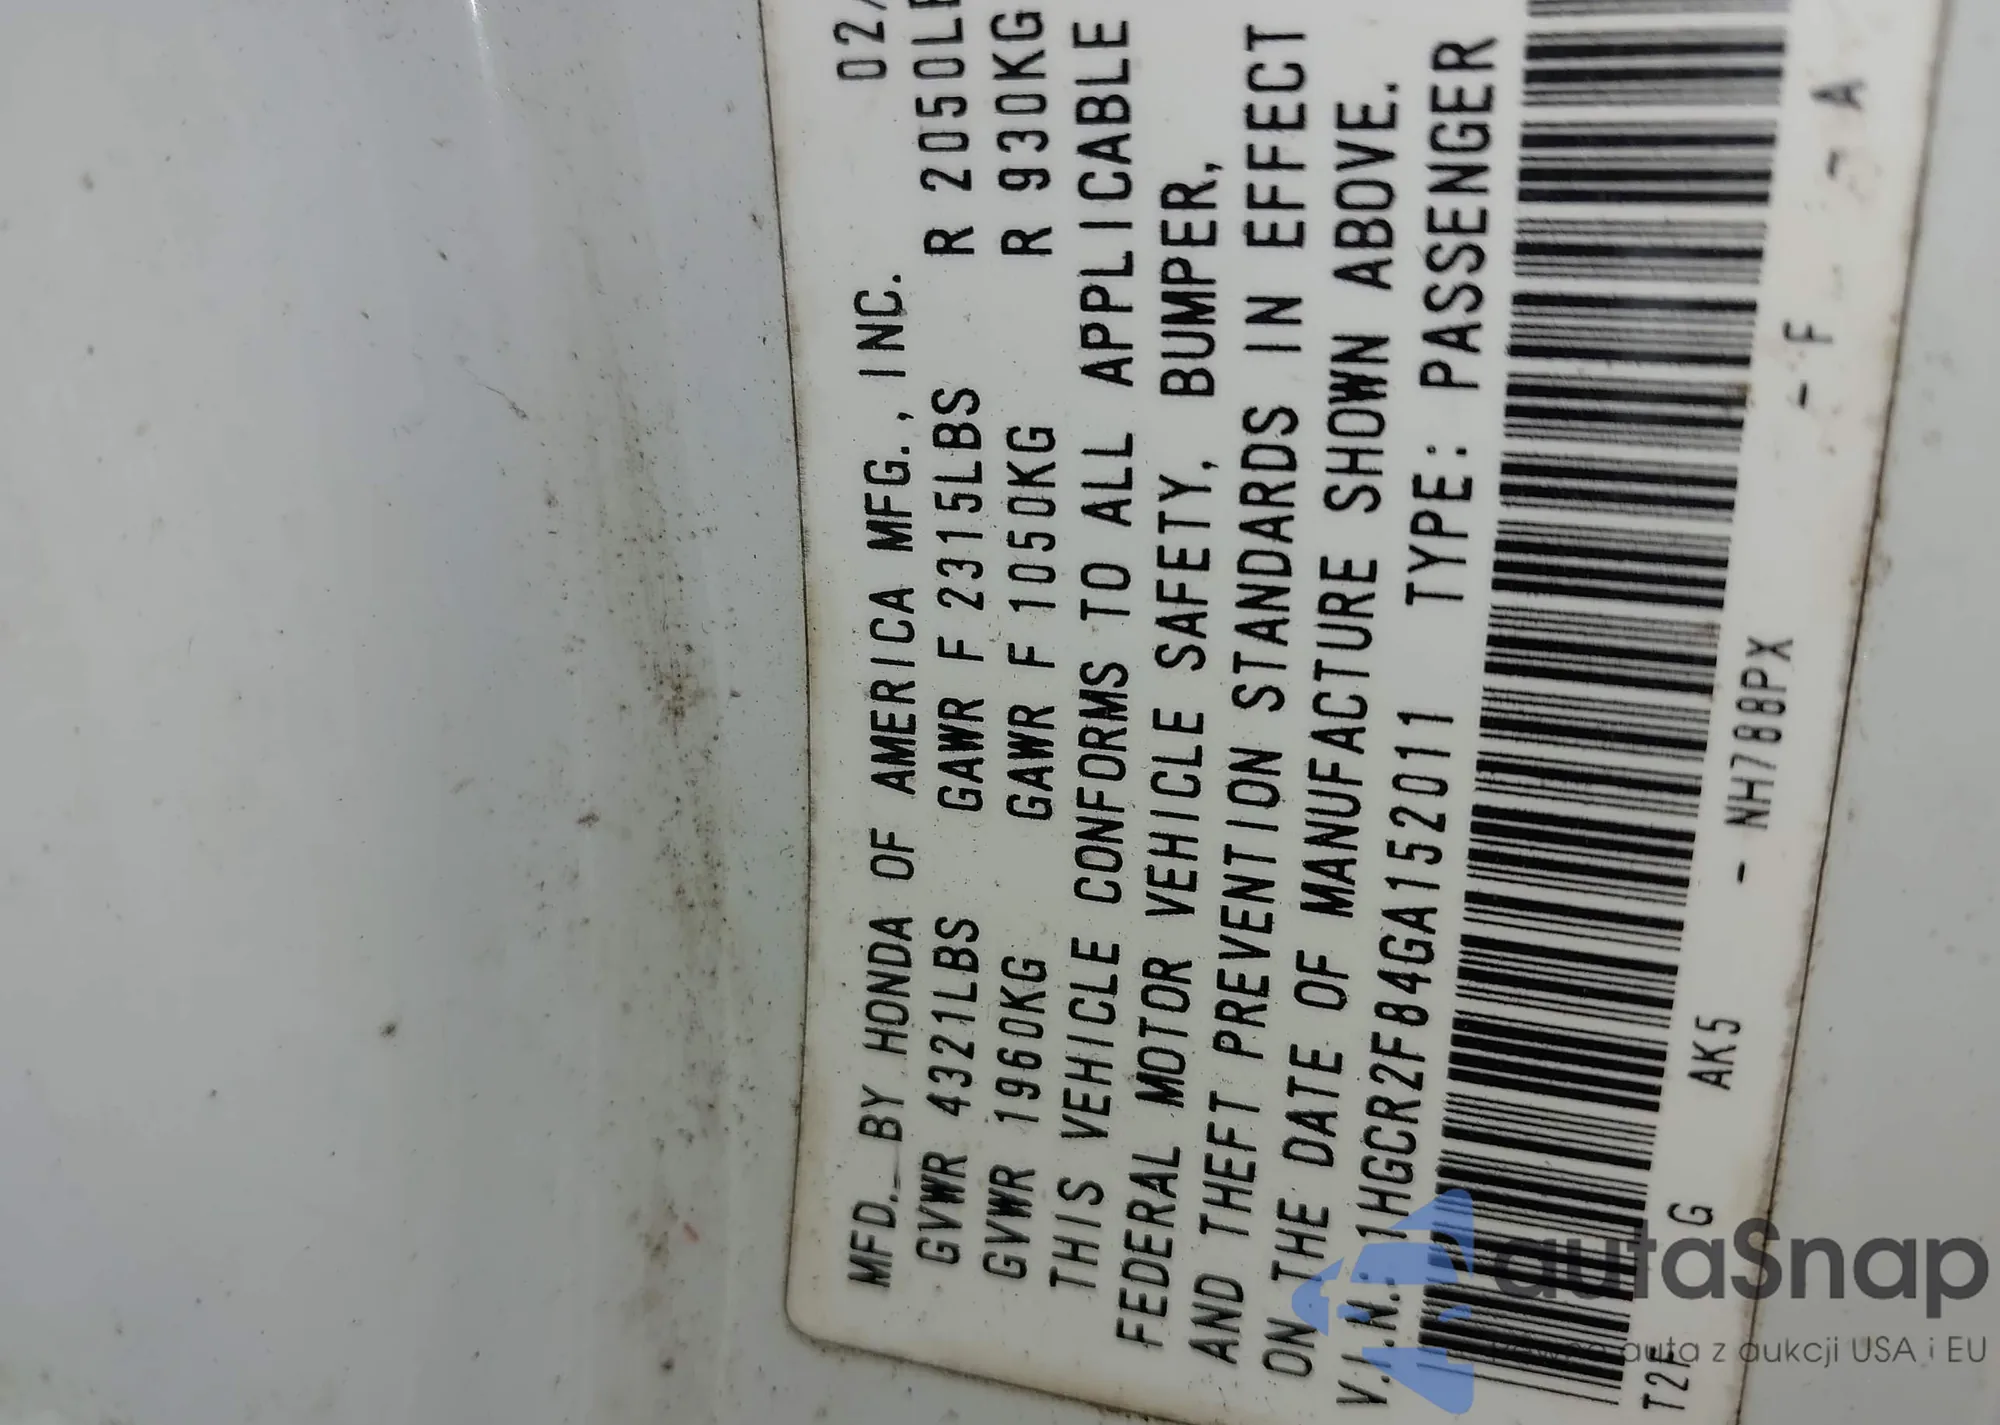 MFD. BY HONDA OF AMERICA MFG., INC. 02/
GVWR 4321LBS GAWR F 2315LBS R 2050LB
GVWR 1960KG GAWR F 1050KG R 930KG
THIS VEHICLE CONFORMS TO ALL APPLICABLE
FEDERAL MOTOR VEHICLE SAFETY, BUMPER,
AND THEFT PREVENTION STANDARDS IN EFFECT
ON THE DATE OF MANUFACTURE SHOWN ABOVE.
V.I.N.: 1HGCR2F84GA152011 TYPE: PASSENGER
T2F G AK5 - NH788PX - F A
autaSnap
auta z aukcji USA i EU